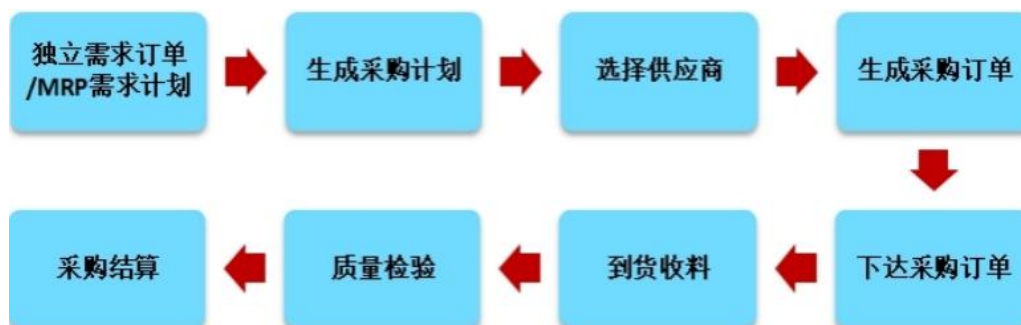 独立需求订单
/MRP需求计划
生成采购计划
选择供应商
生成采购订单
下达采购订单
到货收料
质量检验
采购结算